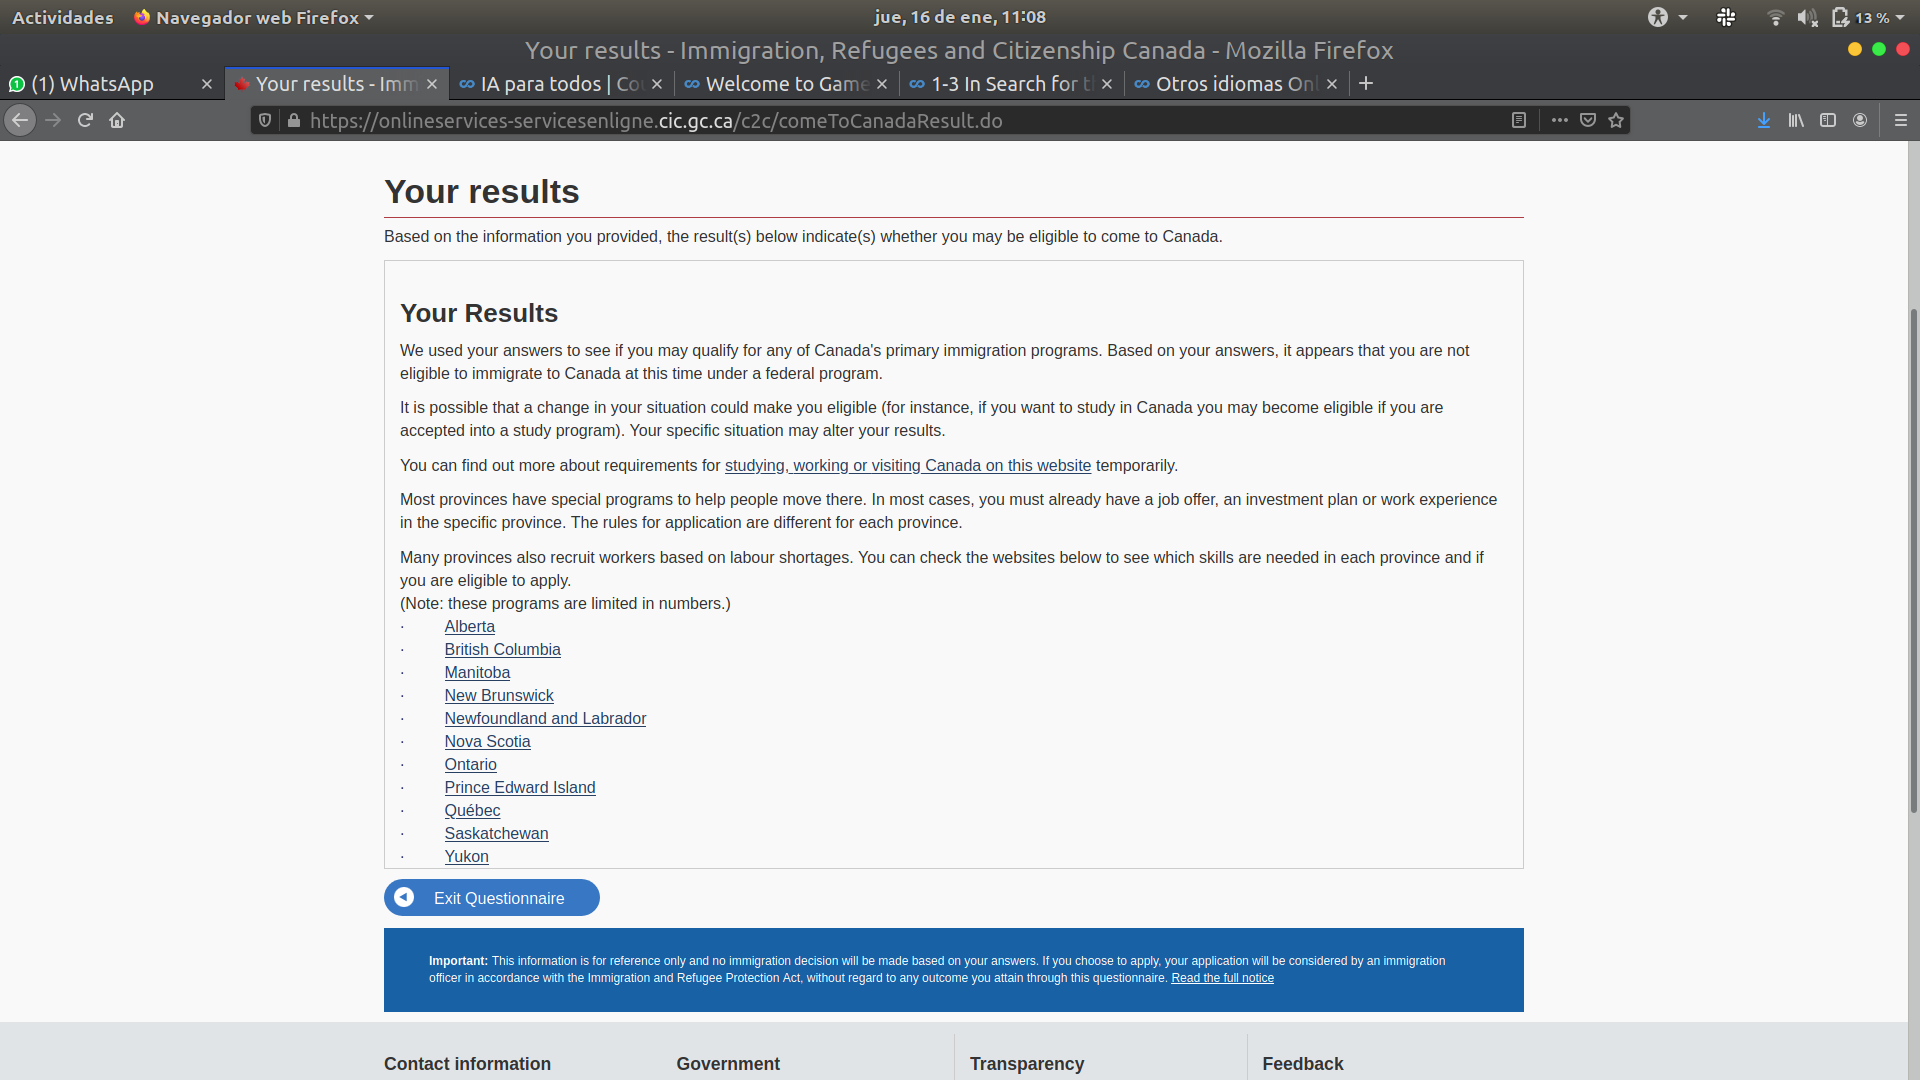 Actividades Navegador web Firefox jue, 16 de ene, 11:08 13 %
Your results - Immigration, Refugees and Citizenship Canada - Mozilla Firefox
(1) WhatsApp Your results - Imm IA para todos | Co Welcome to Game 1-3 In Search for t Otros idiomas Onl
https://onlineservices-servicesenligne.cic.gc.ca/c2c/comeToCanadaResult.do
Your results
Based on the information you provided, the result(s) below indicate(s) whether you may be eligible to come to Canada.
Your Results
We used your answers to see if you may qualify for any of Canada's primary immigration programs. Based on your answers, it appears that you are not
eligible to immigrate to Canada at this time under a federal program.
It is possible that a change in your situation could make you eligible (for instance, if you want to study in Canada you may become eligible if you are
accepted into a study program). Your specific situation may alter your results.
You can find out more about requirements for studying, working or visiting Canada on this website temporarily.
Most provinces have special programs to help people move there. In most cases, you must already have a job offer, an investment plan or work experience
in the specific province. The rules for application are different for each province.
Many provinces also recruit workers based on labour shortages. You can check the websites below to see which skills are needed in each province and if
you are eligible to apply.
(Note: these programs are limited in numbers.)
· Alberta
· British Columbia
· Manitoba
· New Brunswick
· Newfoundland and Labrador
· Nova Scotia
· Ontario
· Prince Edward Island
· Québec
· Saskatchewan
· Yukon
Exit Questionnaire
Important: This information is for reference only and no immigration decision will be made based on your answers. If you choose to apply, your application will be considered by an immigration
officer in accordance with the Immigration and Refugee Protection Act, without regard to any outcome you attain through this questionnaire. Read the full notice
Contact information Government Transparency Feedback